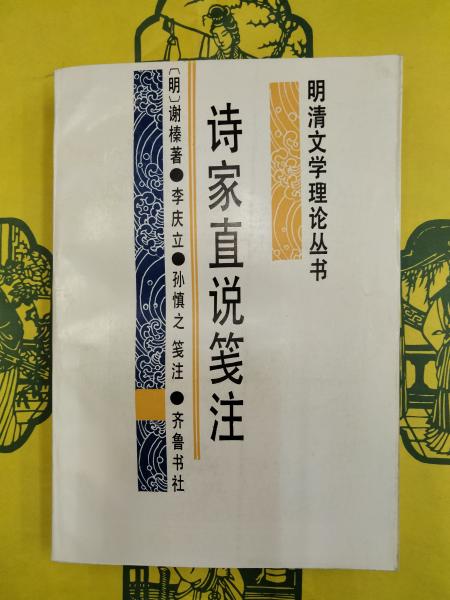 明清文学理论丛书
诗家直说笺注
〔明〕谢榛著●李庆立●孙慎之 笺注●齐鲁书社